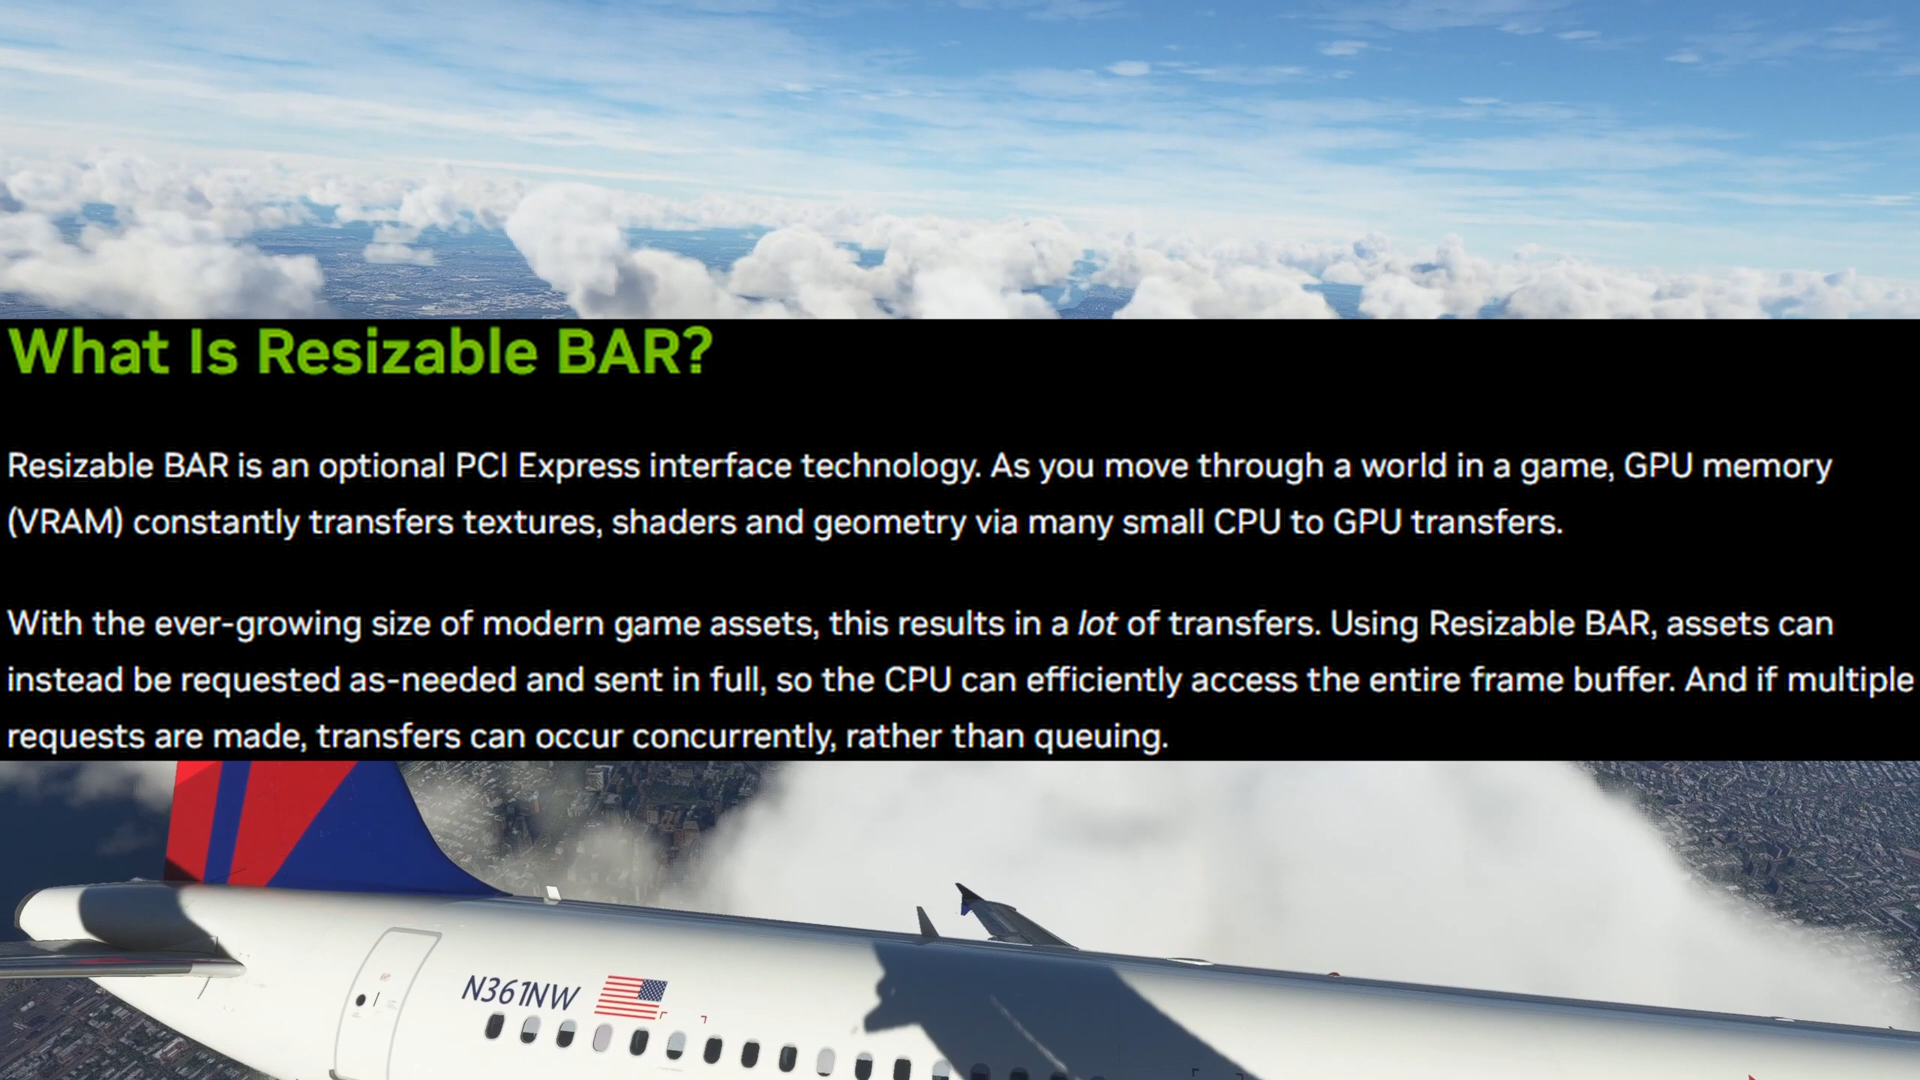 What Is Resizable BAR?
Resizable BAR is an optional PCI Express interface technology. As you move through a world in a game, GPU memory
(VRAM) constantly transfers textures, shaders and geometry via many small CPU to GPU transfers.
With the ever-growing size of modern game assets, this results in a lot of transfers. Using Resizable BAR, assets can
instead be requested as-needed and sent in full, so the CPU can efficiently access the entire frame buffer. And if multiple
requests are made, transfers can occur concurrently, rather than queuing.
N361NW